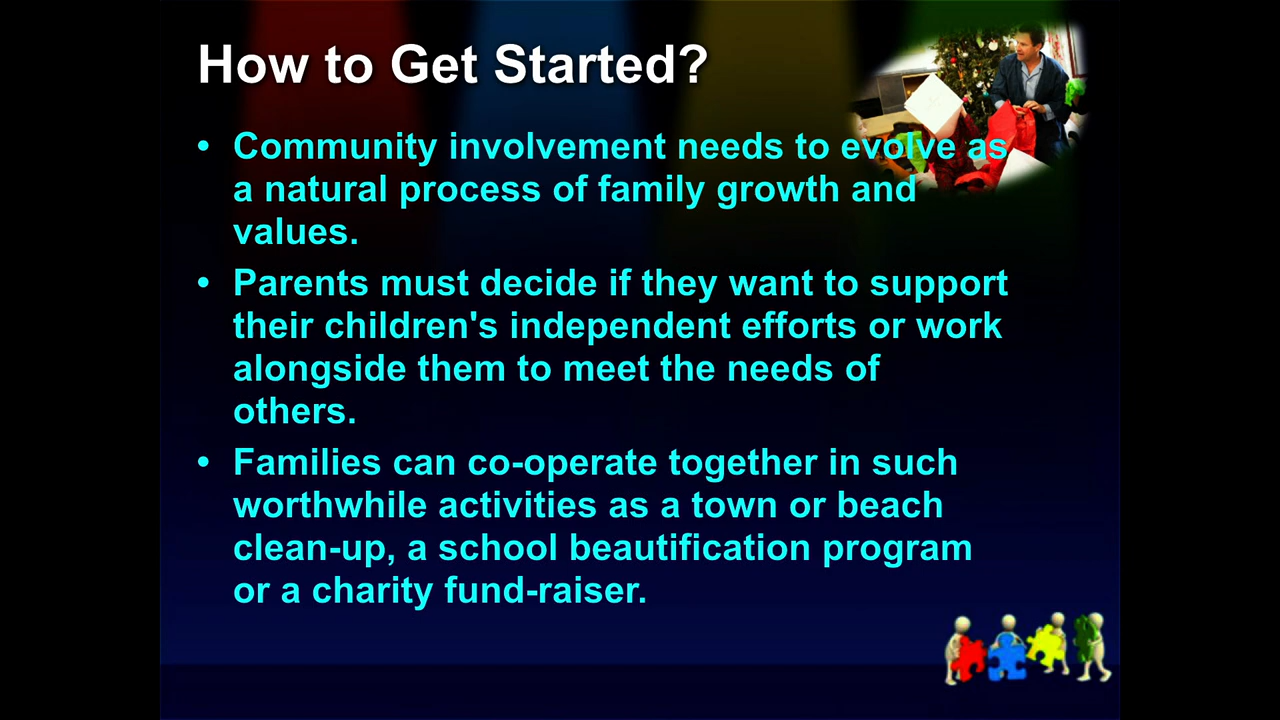 How to Get Started?
• Community involvement needs to evolve as
a natural process of family growth and
values.
• Parents must decide if they want to support
their children's independent efforts or work
alongside them to meet the needs of
others.
• Families can co-operate together in such
worthwhile activities as a town or beach
clean-up, a school beautification program
or a charity fund-raiser.